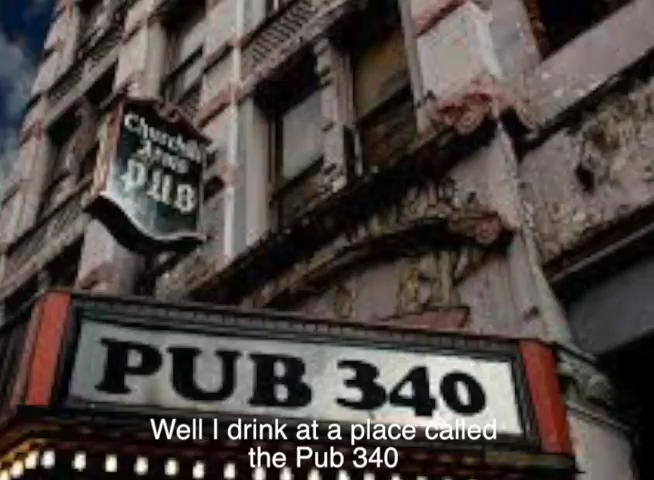 Churchill
Arms
PUB
PUB 340
Well I drink at a place called
the Pub 340